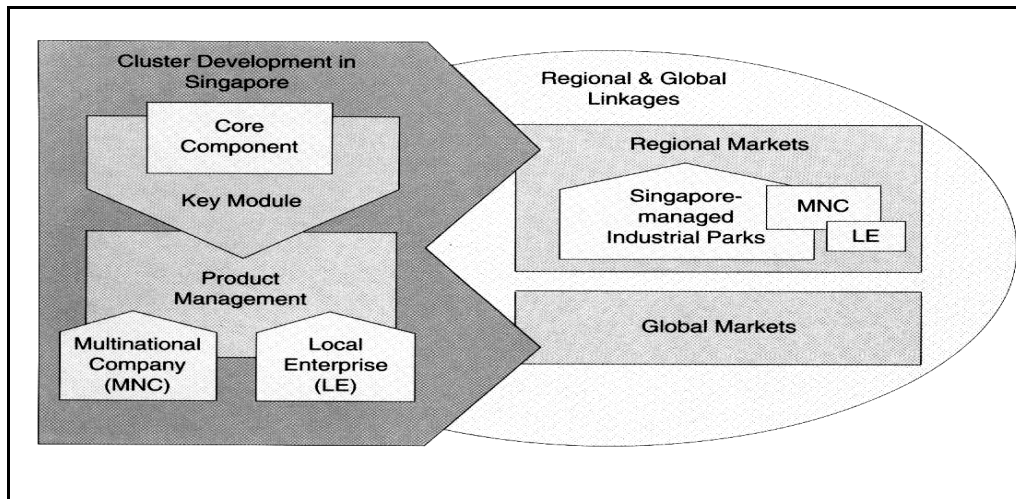 Cluster Development in
Singapore
Core
Component
Key Module
Product
Management
Multinational
Company
(MNC)
Local
Enterprise
(LE)
Regional & Global
Linkages
Regional Markets
Singapore-
managed
Industrial Parks
MNC
LE
Global Markets